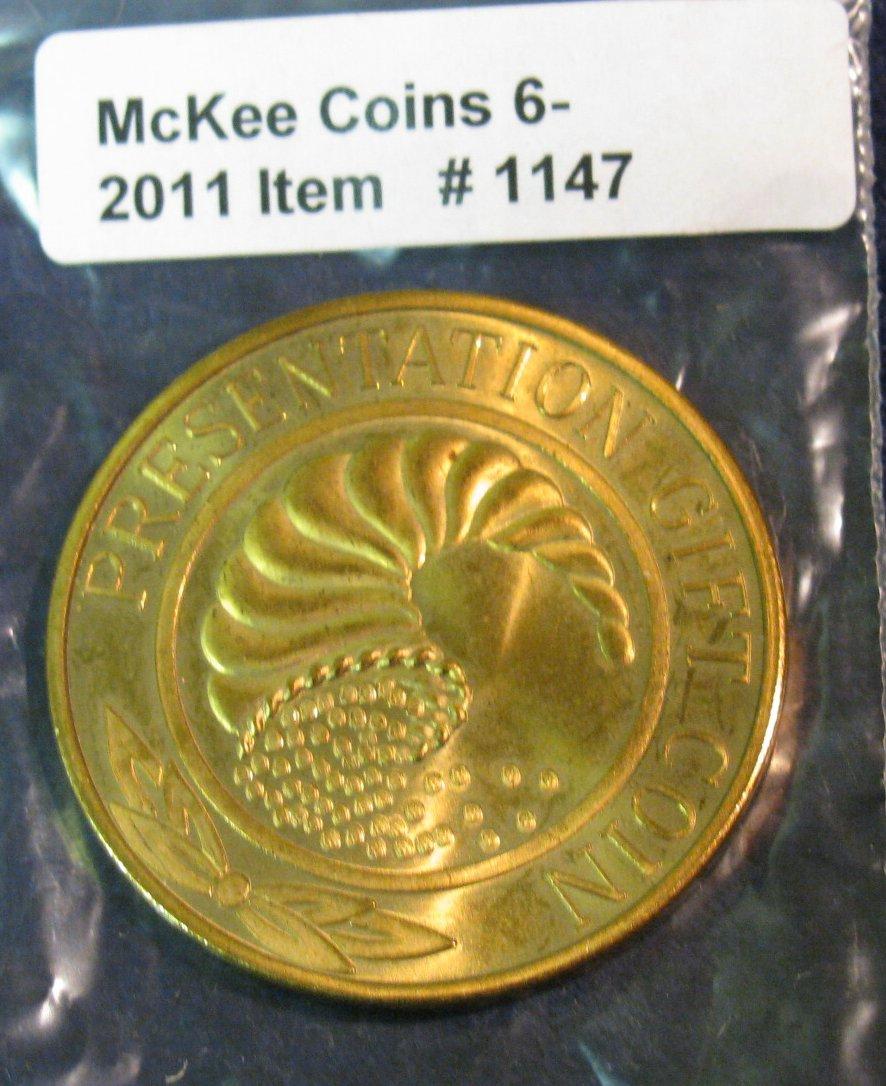 McKee Coins 6-
2011 Item # 1147
PRESENTATION GIFT COIN